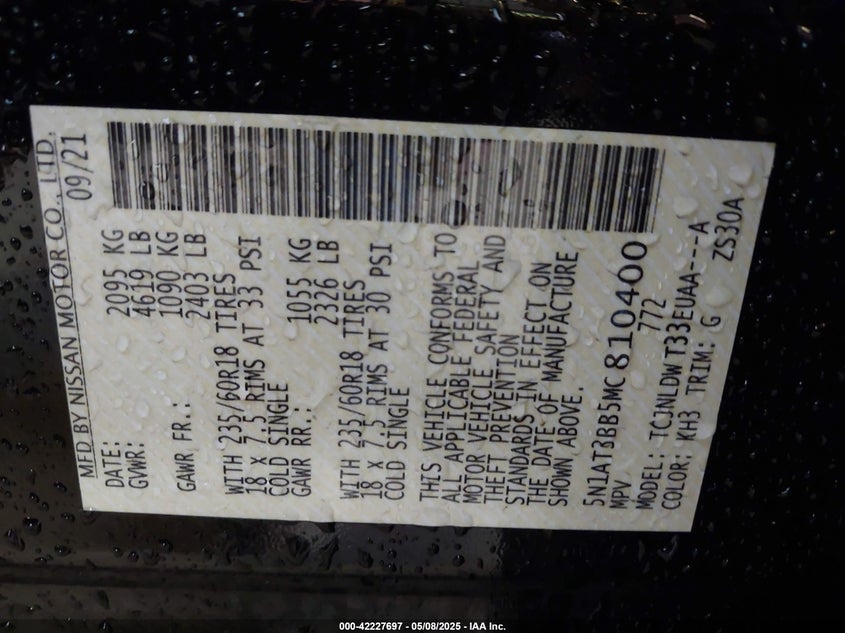 MFD BY NISSAN MOTOR CO., LTD.
DATE: 09/21
GVWR: 2095 KG
4619 LB
GAWR FR.: 1090 KG
2403 LB
WITH 235/60R18 TIRES
18 X 7.5 RIMS AT 33 PSI
COLD SINGLE
GAWR RR.: 1055 KG
2326 LB
WITH 235/60R18 TIRES
18 X 7.5 RIMS AT 30 PSI
COLD SINGLE
THIS VEHICLE CONFORMS TO
ALL APPLICABLE FEDERAL
MOTOR VEHICLE SAFETY AND
THEFT PREVENTION
STANDARDS IN EFFECT ON
THE DATE OF MANUFACTURE
SHOWN ABOVE.
5N1AT3BB5MC810400
MPV 772
MODEL: TCJNLDWT33EUAA---A
COLOR: KH3 TRIM: G ZS30A
000-42227697 - 05/08/2025 - IAA Inc.